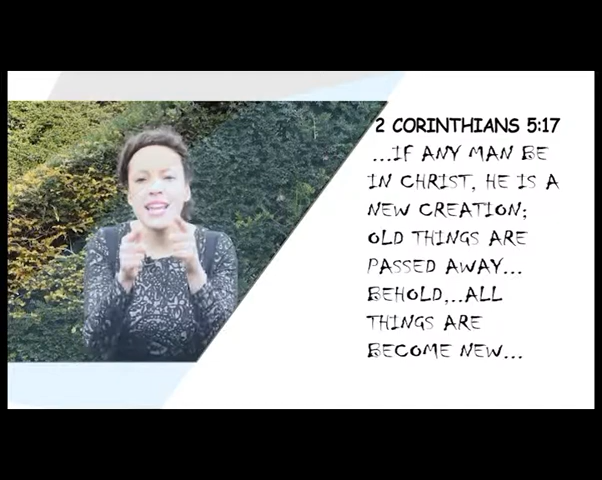 2 CORINTHIANS 5:17
...IF ANY MAN BE
IN CHRIST, HE IS A
NEW CREATION;
OLD THINGS ARE
PASSED AWAY...
BEHOLD,..ALL
THINGS ARE
BECOME NEW...